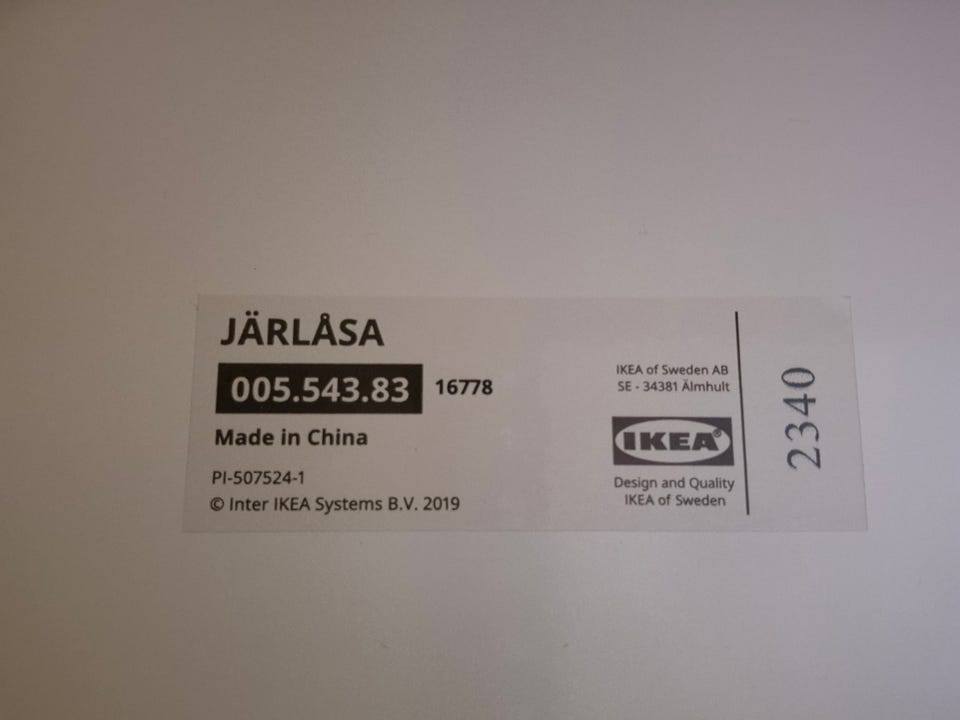 JÄRLÅSA
005.543.83 16778
Made in China
PI-507524-1
© Inter IKEA Systems B.V. 2019
IKEA of Sweden AB
SE - 34381 Älmhult
IKEA®
Design and Quality
IKEA of Sweden
2340